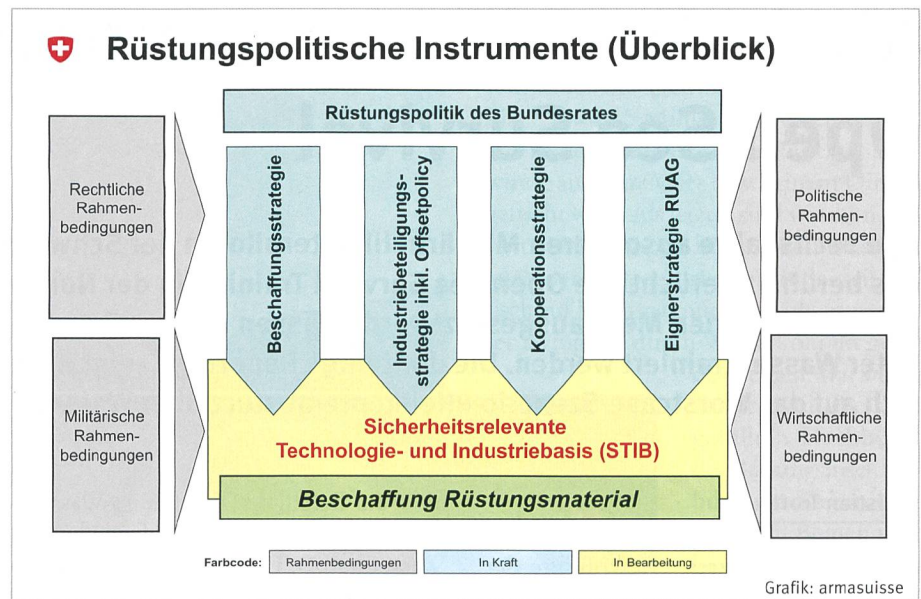 Rüstungspolitische Instrumente (Überblick)
Rüstungspolitik des Bundesrates
Rechtliche
Rahmen-
bedingungen
Militärische
Rahmen-
bedingungen
Beschaffungsstrategie
Industriebeteiligungs-
strategie inkl. Offsetpolicy
Kooperationsstrategie
Eignerstrategie RUAG
Politische
Rahmen-
bedingungen
Wirtschaftliche
Rahmen-
bedingungen
Sicherheitsrelevante
Technologie- und Industriebasis (STIB)
Beschaffung Rüstungsmaterial
Farbcode: Rahmenbedingungen In Kraft In Bearbeitung
Grafik: armasuisse